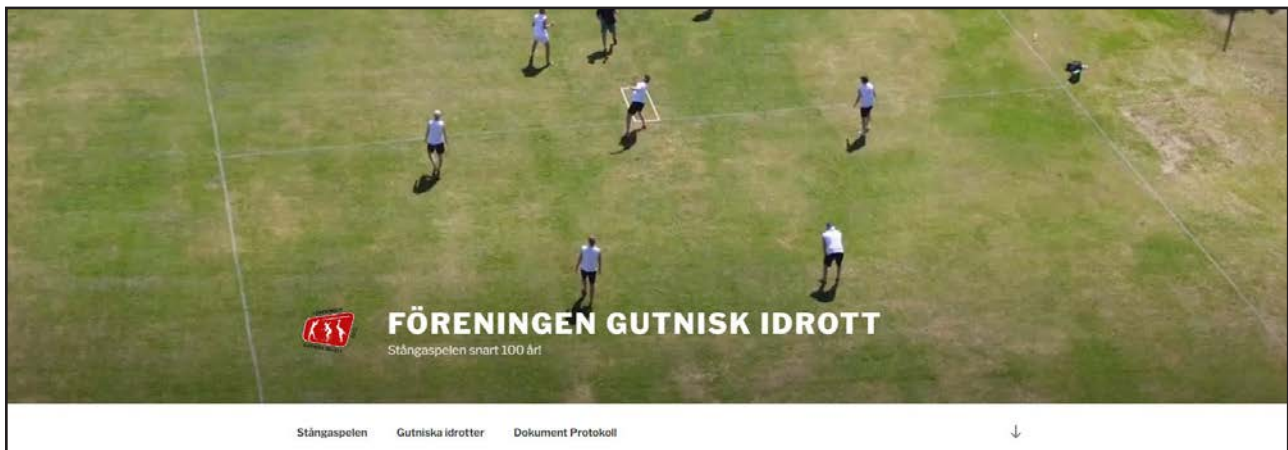 FÖRENINGEN GUTNISK IDROTT
Stångaspelen snart 100 år!
Stångaspelen Gutniska idrotter Dokument Protokoll